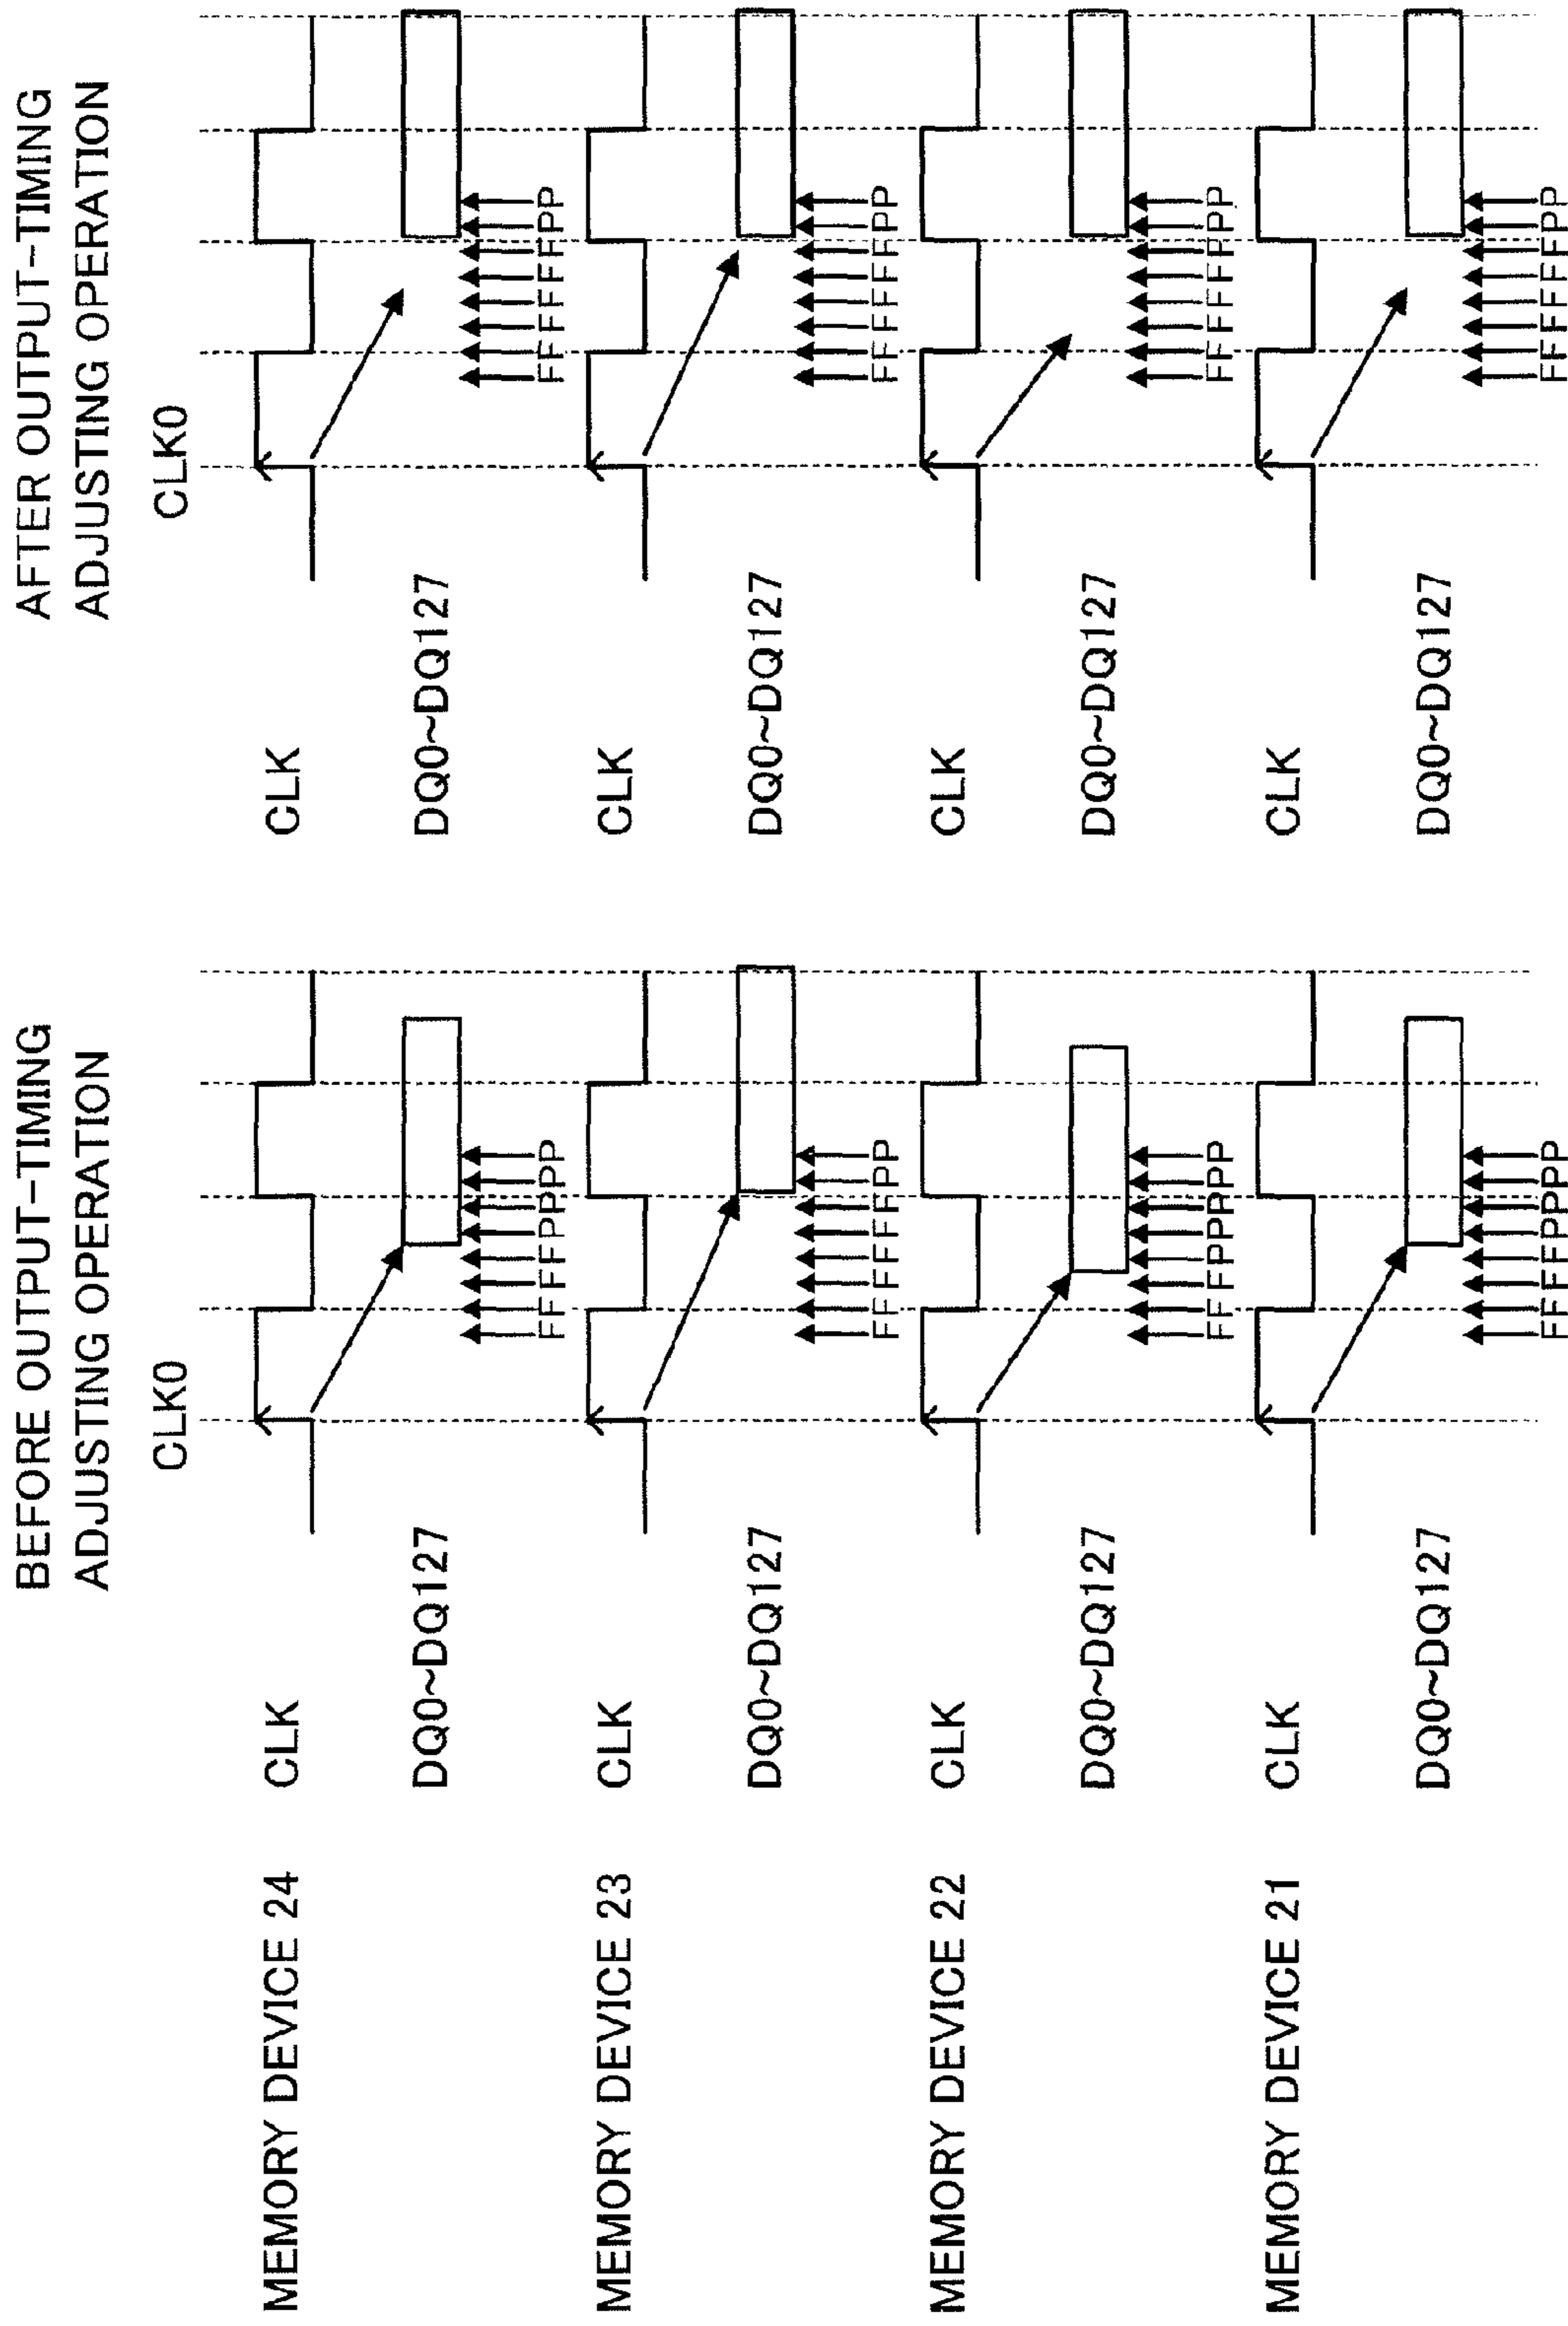 BEFORE OUTPUT-TIMING
ADJUSTING OPERATION
AFTER OUTPUT-TIMING
ADJUSTING OPERATION
CLK0
CLK0
MEMORY DEVICE 24 CLK
CLK
DQ0~DQ127
DQ0~DQ127
FFFFPPPP
FFFFFFPP
MEMORY DEVICE 23 CLK
CLK
DQ0~DQ127
DQ0~DQ127
FFFFFFPP
FFFFFFPP
MEMORY DEVICE 22 CLK
CLK
DQ0~DQ127
DQ0~DQ127
FFFPPPPP
FFFFFFPP
MEMORY DEVICE 21 CLK
CLK
DQ0~DQ127
DQ0~DQ127
FFFFPPPP
FFFFFFPP